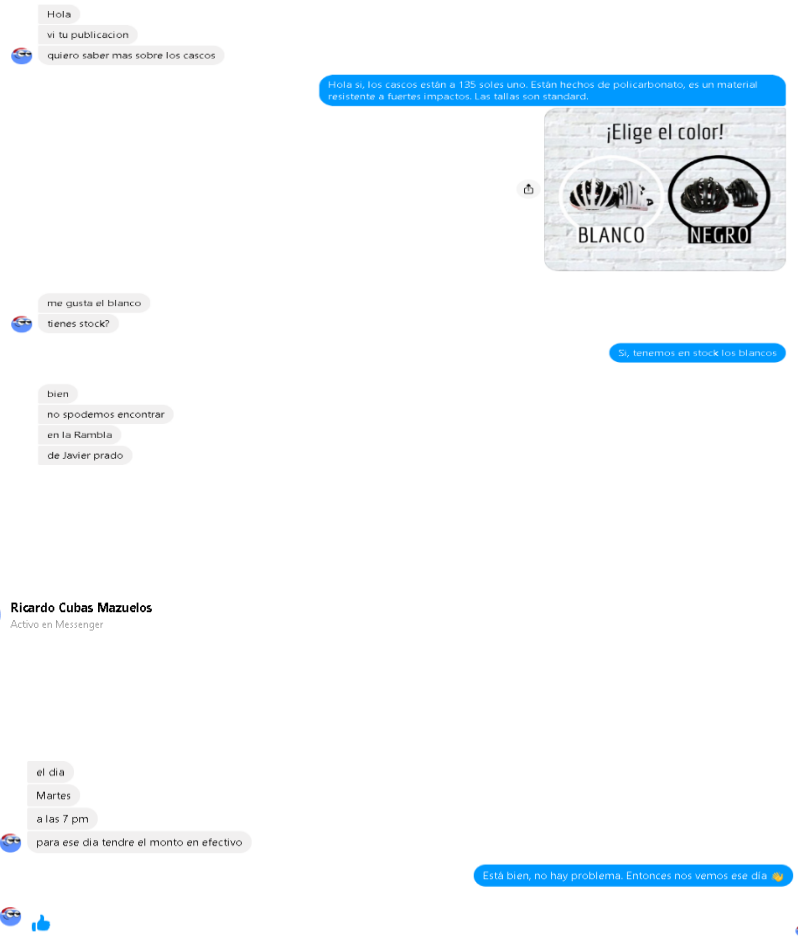 Hola
vi tu publicacion
quiero saber mas sobre los cascos
Hola si, los cascos están a 135 soles uno. Están hechos de policarbonato, es un material
resistente a fuertes impactos. Las tallas son standard.
¡Elige el color!
BLANCO NEGRO
me gusta el blanco
tienes stock?
Si, tenemos en stock los blancos
bien
no spodemos encontrar
en la Rambla
de Javier prado
Ricardo Cubas Mazuelos
Activo en Messenger
el dia
Martes
a las 7 pm
para ese dia tendre el monto en efectivo
Está bien, no hay problema. Entonces nos vemos ese día 👋